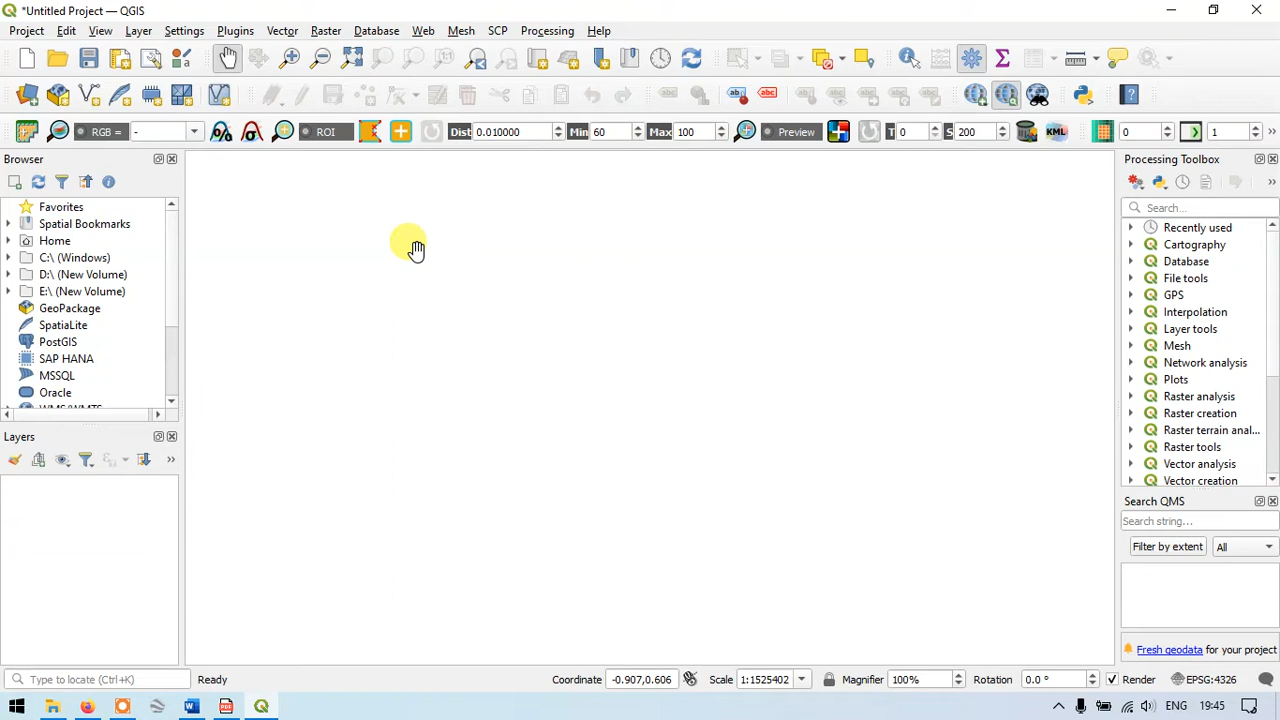 *Untitled Project — QGIS
Project Edit View Layer Settings Plugins Vector Raster Database Web Mesh SCP Processing Help
RGB = - ROI Dist 0.010000 Min 60 Max 100 Preview T 0 S 200 KML 0 1
Browser
Favorites
Spatial Bookmarks
Home
C:\ (Windows)
D:\ (New Volume)
E:\ (New Volume)
GeoPackage
SpatiaLite
PostGIS
SAP HANA
MSSQL
Oracle
WMS/WMTS
Layers
Processing Toolbox
Search...
Recently used
Cartography
Database
File tools
GPS
Interpolation
Layer tools
Mesh
Network analysis
Plots
Raster analysis
Raster creation
Raster terrain anal...
Raster tools
Vector analysis
Vector creation
Search QMS
Search string...
Filter by extent All
Fresh geodata for your project
Type to locate (Ctrl+K) Ready Coordinate -0.907,0.606 Scale 1:1525402 Magnifier 100% Rotation 0.0 ° Render EPSG:4326
ENG 19:45